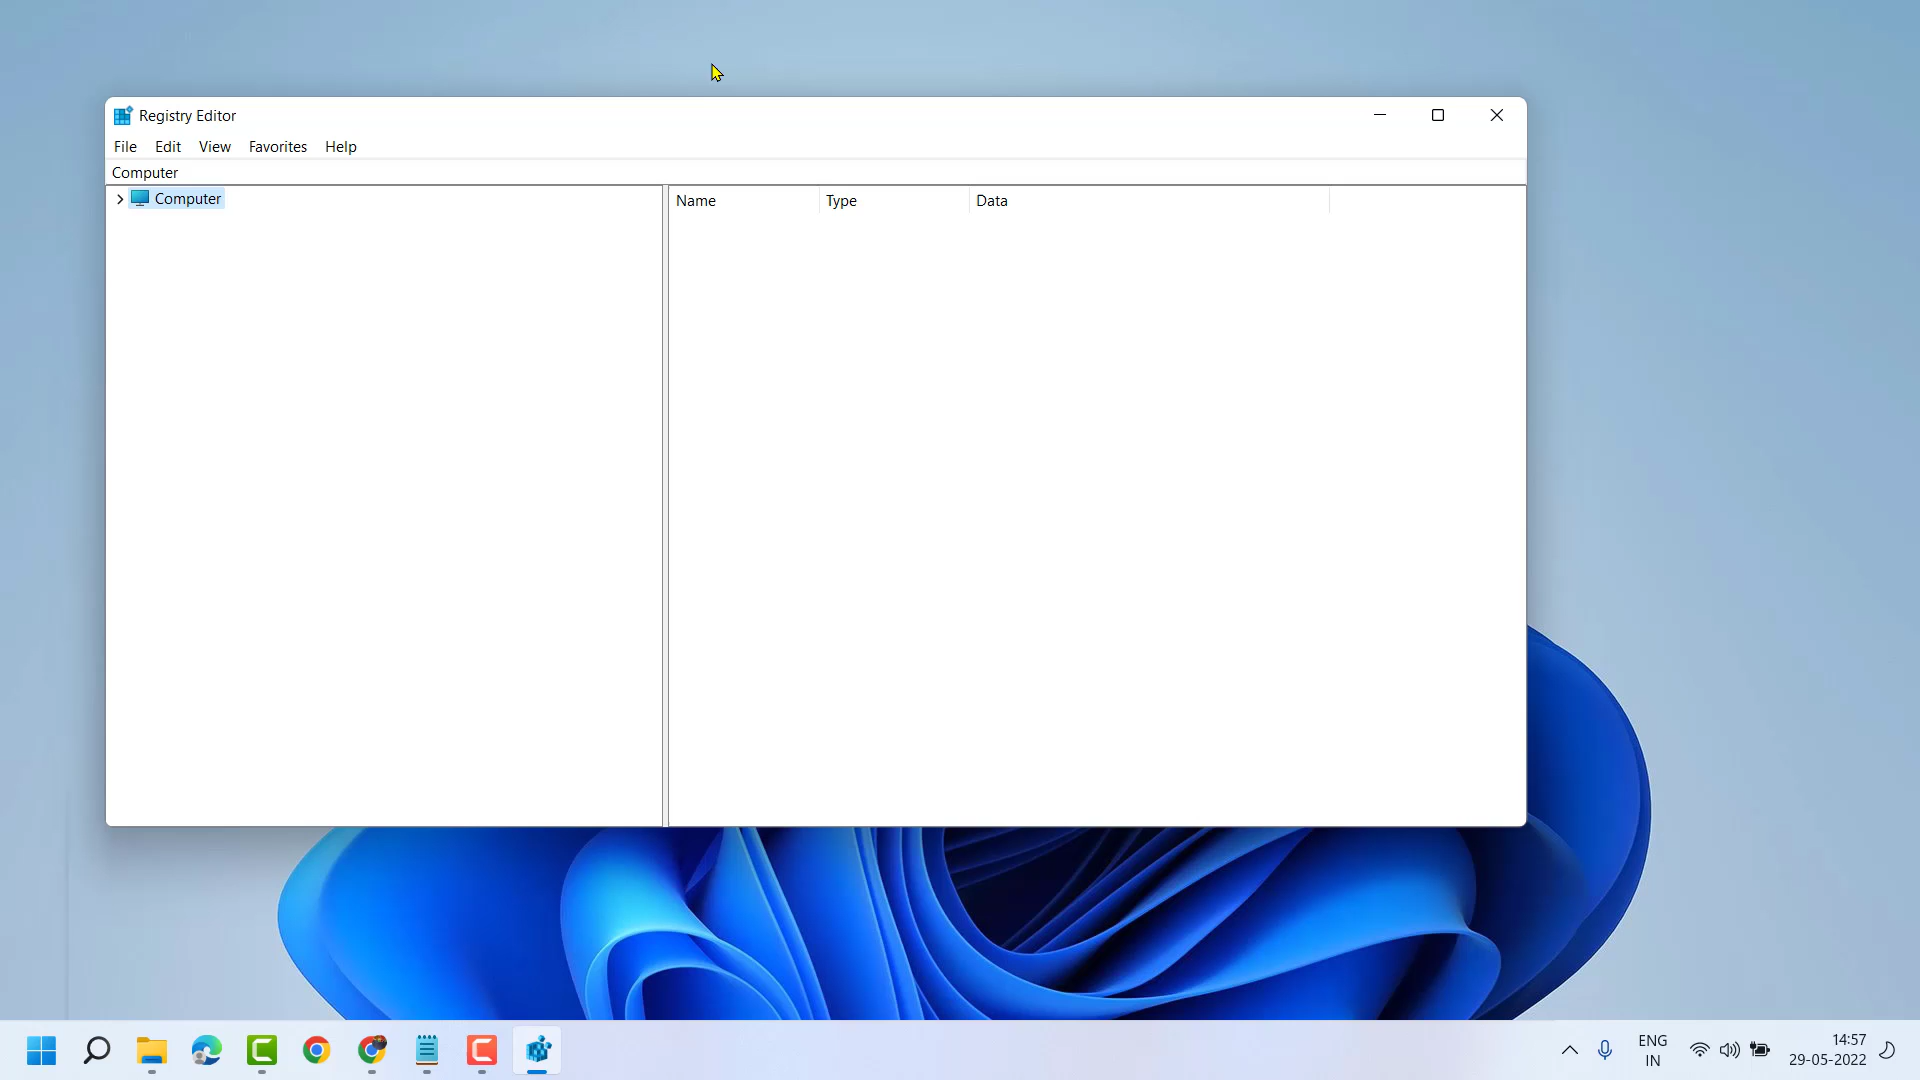 Registry Editor
File Edit View Favorites Help
Computer
Computer
Name Type Data
ENG
IN
14:57
29-05-2022